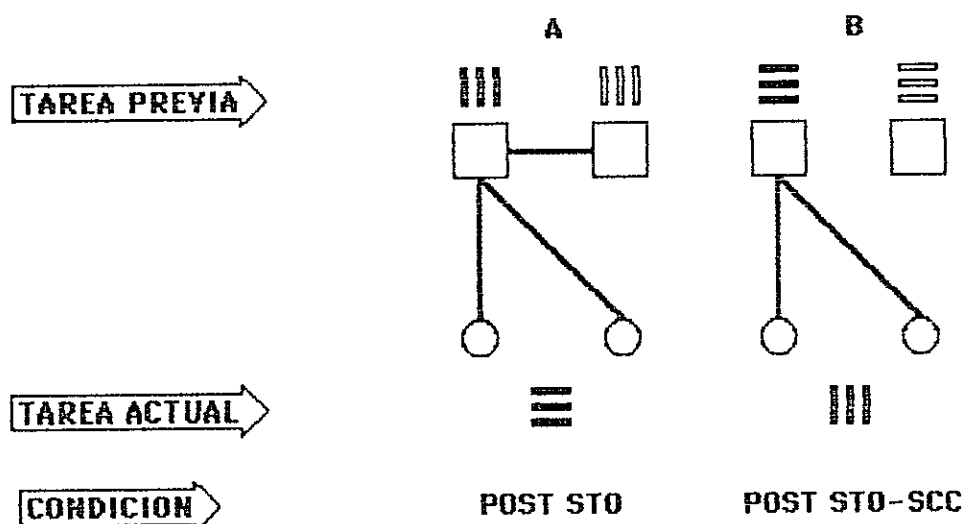 A B
TAREA PREVIA
TAREA ACTUAL
CONDICION POST STO POST STO-SCC